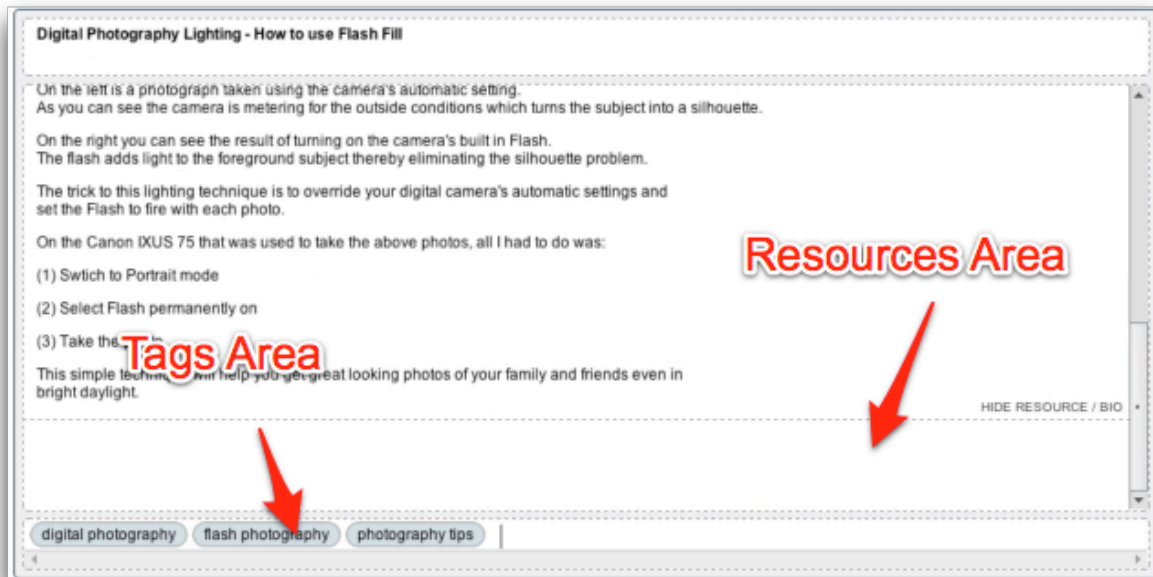 Digital Photography Lighting - How to use Flash Fill
On the left is a photograph taken using the camera's automatic setting.
As you can see the camera is metering for the outside conditions which turns the subject into a silhouette.
On the right you can see the result of turning on the camera's built in Flash.
The flash adds light to the foreground subject thereby eliminating the silhouette problem.
The trick to this lighting technique is to override your digital camera's automatic settings and
set the Flash to fire with each photo.
On the Canon IXUS 75 that was used to take the above photos, all I had to do was:
Resources Area
(1) Swtich to Portrait mode
(2) Select Flash permanently on
(3) Take the
Tags Area
This simple technique will help you get great looking photos of your family and friends even in
bright daylight.
HIDE RESOURCE / BIO
digital photography flash photography photography tips